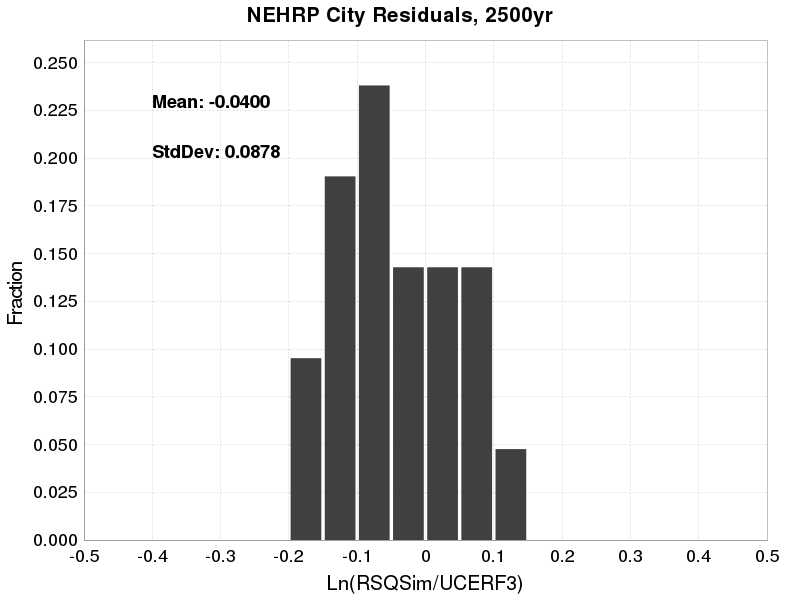 NEHRP City Residuals, 2500yr
0.250
0.225
0.200
0.175
0.150
0.125
0.100
0.075
0.050
0.025
0.000
Fraction
Mean: -0.0400
StdDev: 0.0878
-0.5 -0.4 -0.3 -0.2 -0.1 0 0.1 0.2 0.3 0.4 0.5
Ln(RSQSim/UCERF3)